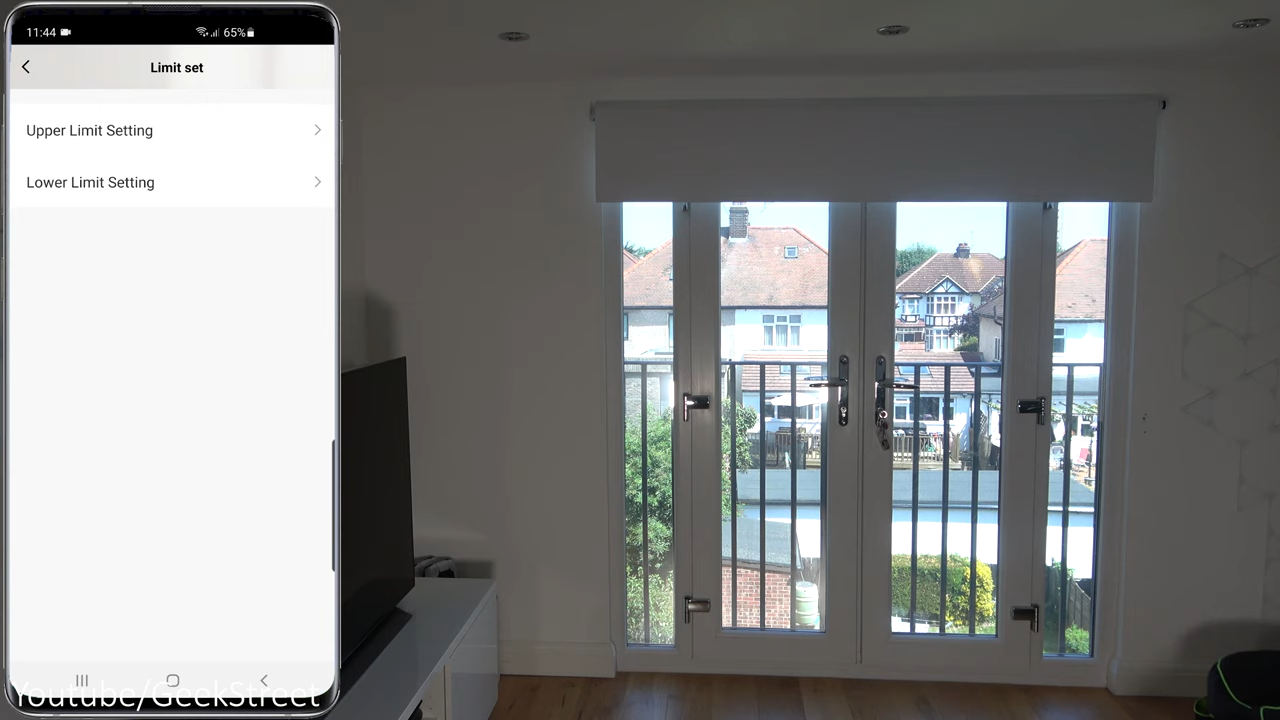 11:44 65%
Limit set
Upper Limit Setting
Lower Limit Setting
Youtube/GeekStreet